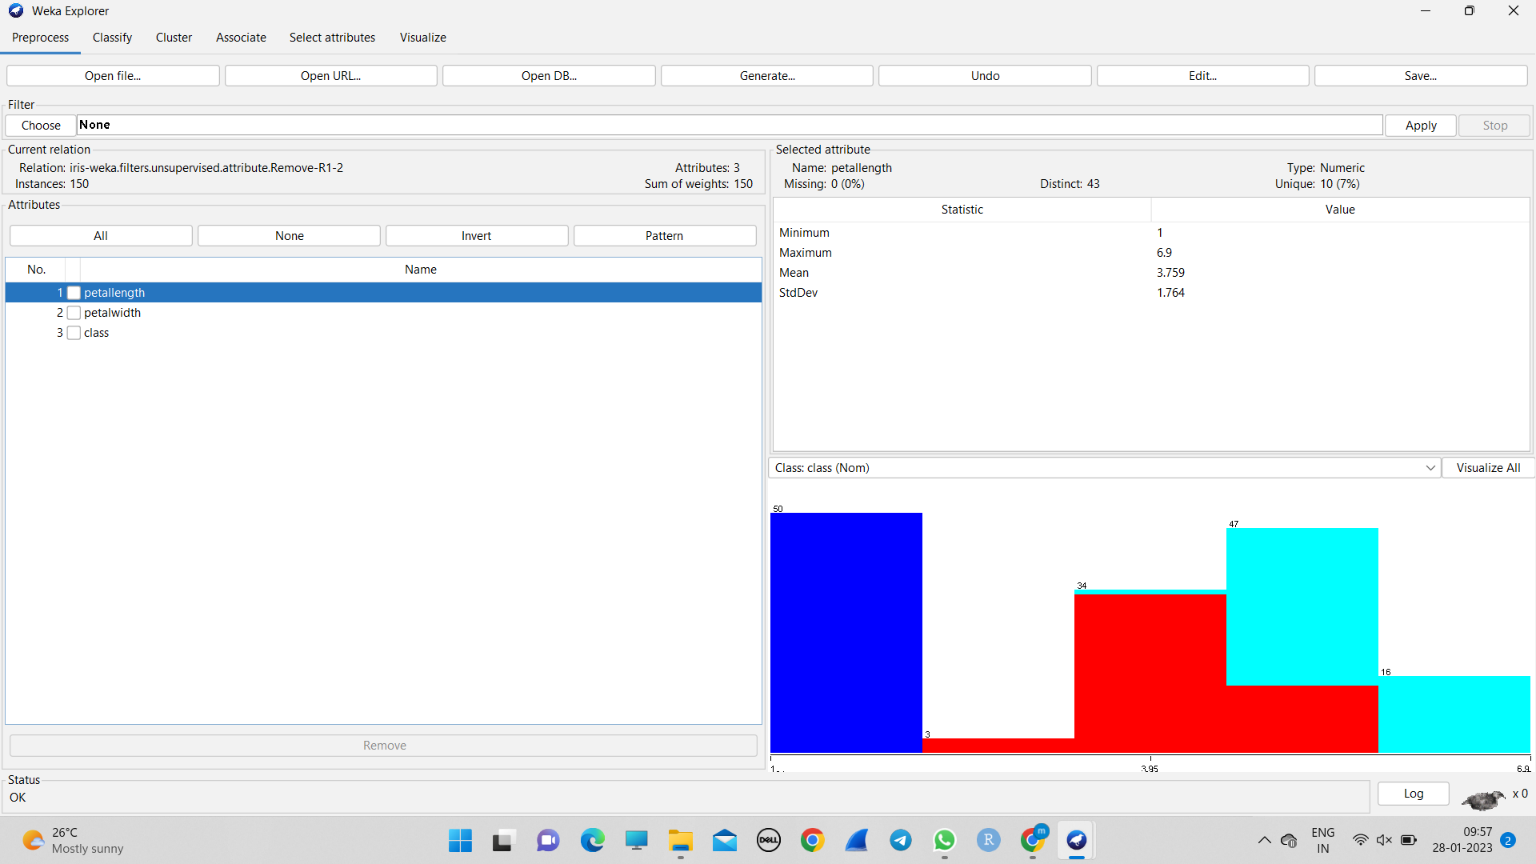 Weka Explorer
Preprocess Classify Cluster Associate Select attributes Visualize
Open file... Open URL... Open DB... Generate... Undo Edit... Save...
Filter
Choose None Apply Stop
Current relation
Relation: iris-weka.filters.unsupervised.attribute.Remove-R1-2 Attributes: 3
Instances: 150 Sum of weights: 150
Attributes
All None Invert Pattern
No. Name
1 petallength
2 petalwidth
3 class
Remove
Selected attribute
Name: petallength Type: Numeric
Missing: 0 (0%) Distinct: 43 Unique: 10 (7%)
Statistic Value
Minimum 1
Maximum 6.9
Mean 3.759
StdDev 1.764
Class: class (Nom) Visualize All
50
47
34
16
3
1 3.95 6.9
Status
OK
Log x 0
26°C
Mostly sunny
DELL
R
m
ENG
IN
09:57
28-01-2023
2